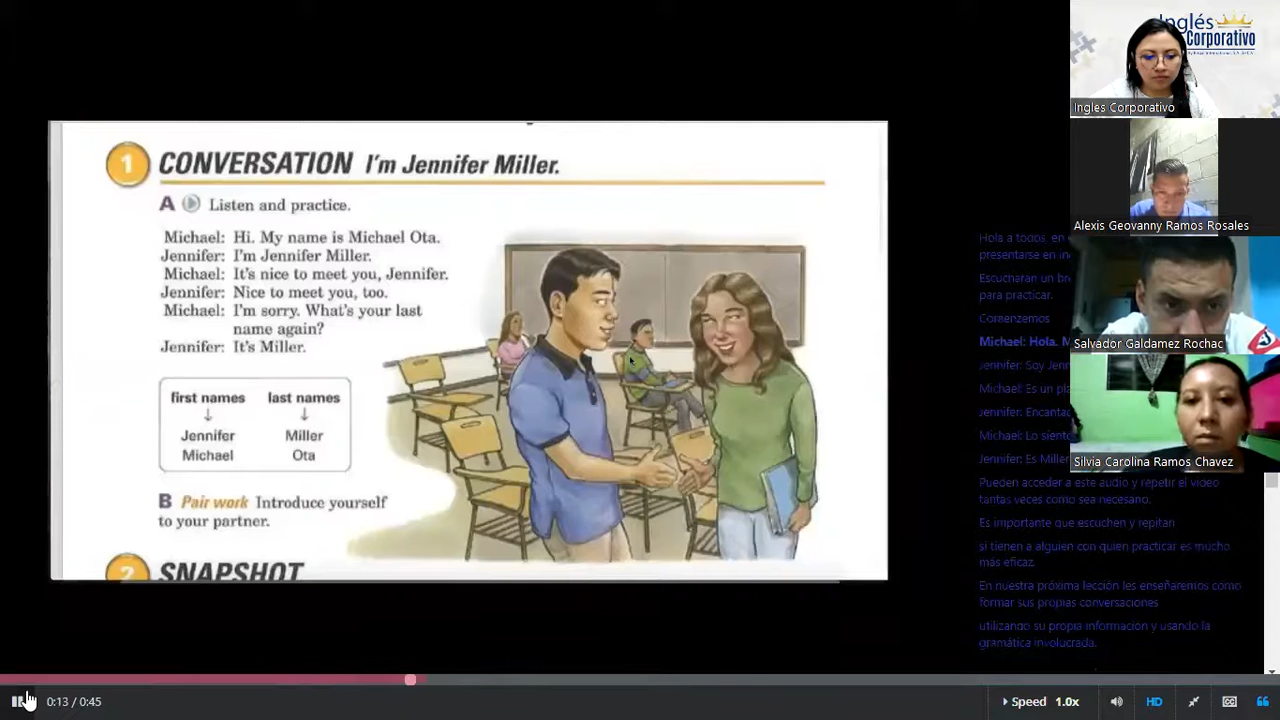 1 CONVERSATION I'm Jennifer Miller.
A Listen and practice.
Michael: Hi. My name is Michael Ota.
Jennifer: I'm Jennifer Miller.
Michael: It's nice to meet you, Jennifer.
Jennifer: Nice to meet you, too.
Michael: I'm sorry. What's your last
name again?
Jennifer: It's Miller.
first names last names
↓ ↓
Jennifer Miller
Michael Ota
B Pair work Introduce yourself
to your partner.
2 SNAPSHOT
Inglés
Corporativo
Ingles Corporativo
Alexis Geovanny Ramos Rosales
Salvador Galdamez Rochac
Silvia Carolina Ramos Chavez
Hola a todos, en
presentarse en
Escucharan un
para practicar.
Comenzemos
Michael: Hola.
Jennifer: Soy
Michael: Es un
Jennifer:
Michael: Lo
Jennifer: Es Miller
Pueden acceder a este audio y repetir el video
tantas veces como sea necesario.
Es importante que escuchen y repitan
si tienen a alguien con quien practicar es mucho
más eficaz.
En nuestra próxima lección les enseñaremos como
formar sus propias conversaciones
utilizando su propia información y usando la
gramática involucrada.
0:13 / 0:45
Speed 1.0x
HD
CC